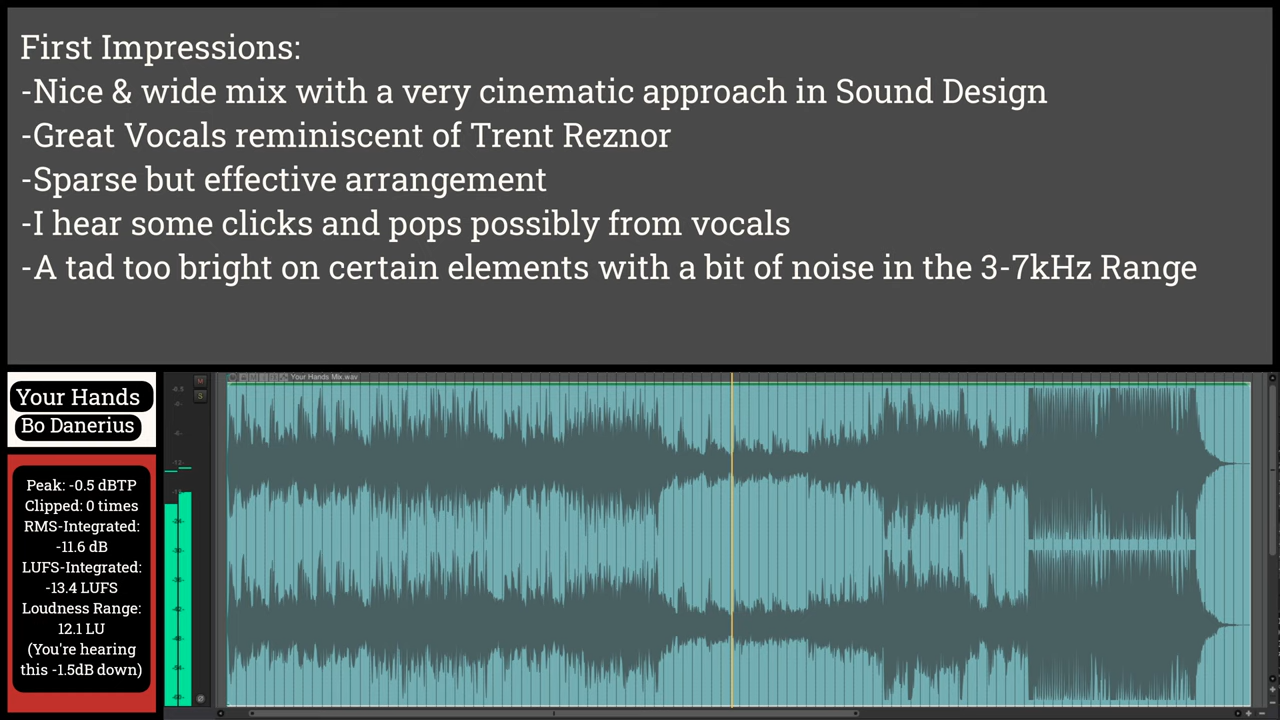 First Impressions:
-Nice & wide mix with a very cinematic approach in Sound Design
-Great Vocals reminiscent of Trent Reznor
-Sparse but effective arrangement
-I hear some clicks and pops possibly from vocals
-A tad too bright on certain elements with a bit of noise in the 3-7kHz Range
Your Hands
Bo Danerius
Peak: -0.5 dBTP
Clipped: 0 times
RMS-Integrated:
-11.6 dB
LUFS-Integrated:
-13.4 LUFS
Loudness Range:
12.1 LU
(You're hearing
this -1.5dB down)
M
S
Your Hands Mix.wav